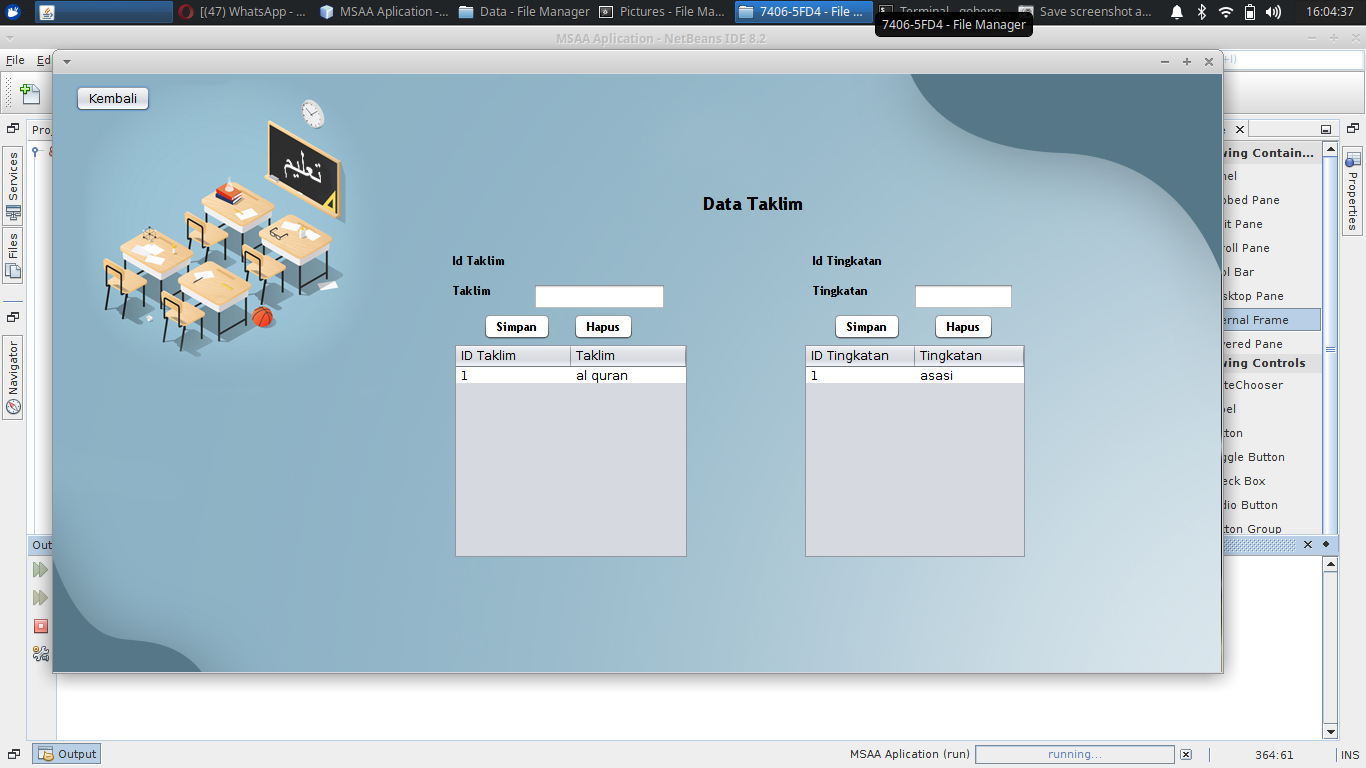 [(47) WhatsApp - ...
MSAA Aplication -...
Data - File Manager
Pictures - File Ma...
7406-5FD4 - File ...
Terminal - gobeng
Save screenshot a...
16:04:37
7406-5FD4 - File Manager
MSAA Aplication - NetBeans IDE 8.2
File
Kembali
تعليم
Data Taklim
Id Taklim
Id Tingkatan
Taklim
Tingkatan
Simpan
Hapus
Simpan
Hapus
ID Taklim
Taklim
ID Tingkatan
Tingkatan
1
al quran
1
asasi
Services
Files
Navigator
Properties
wing Contain...
nel
bbed Pane
lit Pane
roll Pane
ol Bar
sktop Pane
ernal Frame
yered Pane
wing Controls
teChooser
bel
tton
ggle Button
eck Box
dio Button
tton Group
Out
Output
MSAA Aplication (run)
running...
364:61
INS